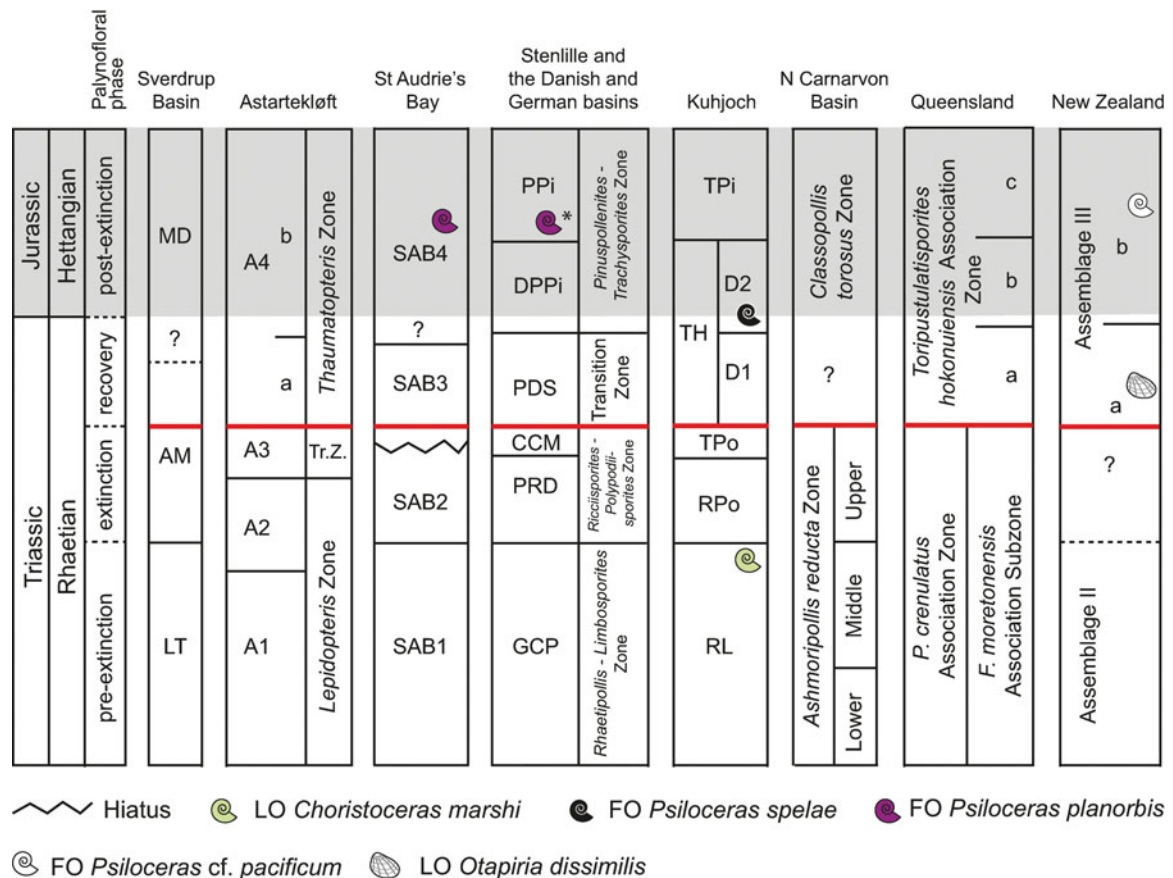 Palynofloral
phase
Sverdrup
Basin
Astartekløft
St Audrie's
Bay
Stenlille and
the Danish and
German basins
Kuhjoch
N Carnarvon
Basin
Queensland
New Zealand
Jurassic
Triassic
Hettangian
Rhaetian
post-extinction
recovery
extinction
pre-extinction
MD
?
AM
LT
A4
b
a
A3
A2
A1
Thaumatopteris Zone
Tr.Z.
Lepidopteris Zone
SAB4
?
SAB3
SAB2
SAB1
PPi
*
DPPi
PDS
CCM
PRD
GCP
Pinuspollenites -
Trachysporites Zone
Transition
Zone
Ricciisporites -
Polypodii-
sporites Zone
Rhaetipollis - Limbosporites
Zone
TPi
TH
D2
D1
TPo
RPo
RL
Classopollis
torosus Zone
?
Ashmoripollis reducta Zone
Upper
Middle
Lower
Toripustulatisporites
hokonuiensis Association
Zone
c
b
a
P. crenulatus
Association Zone
F. moretonensis
Association Subzone
Assemblage III
b
a
?
Assemblage II
Hiatus
LO Choristoceras marshi
FO Psiloceras spelae
FO Psiloceras planorbis
FO Psiloceras cf. pacificum
LO Otapiria dissimilis